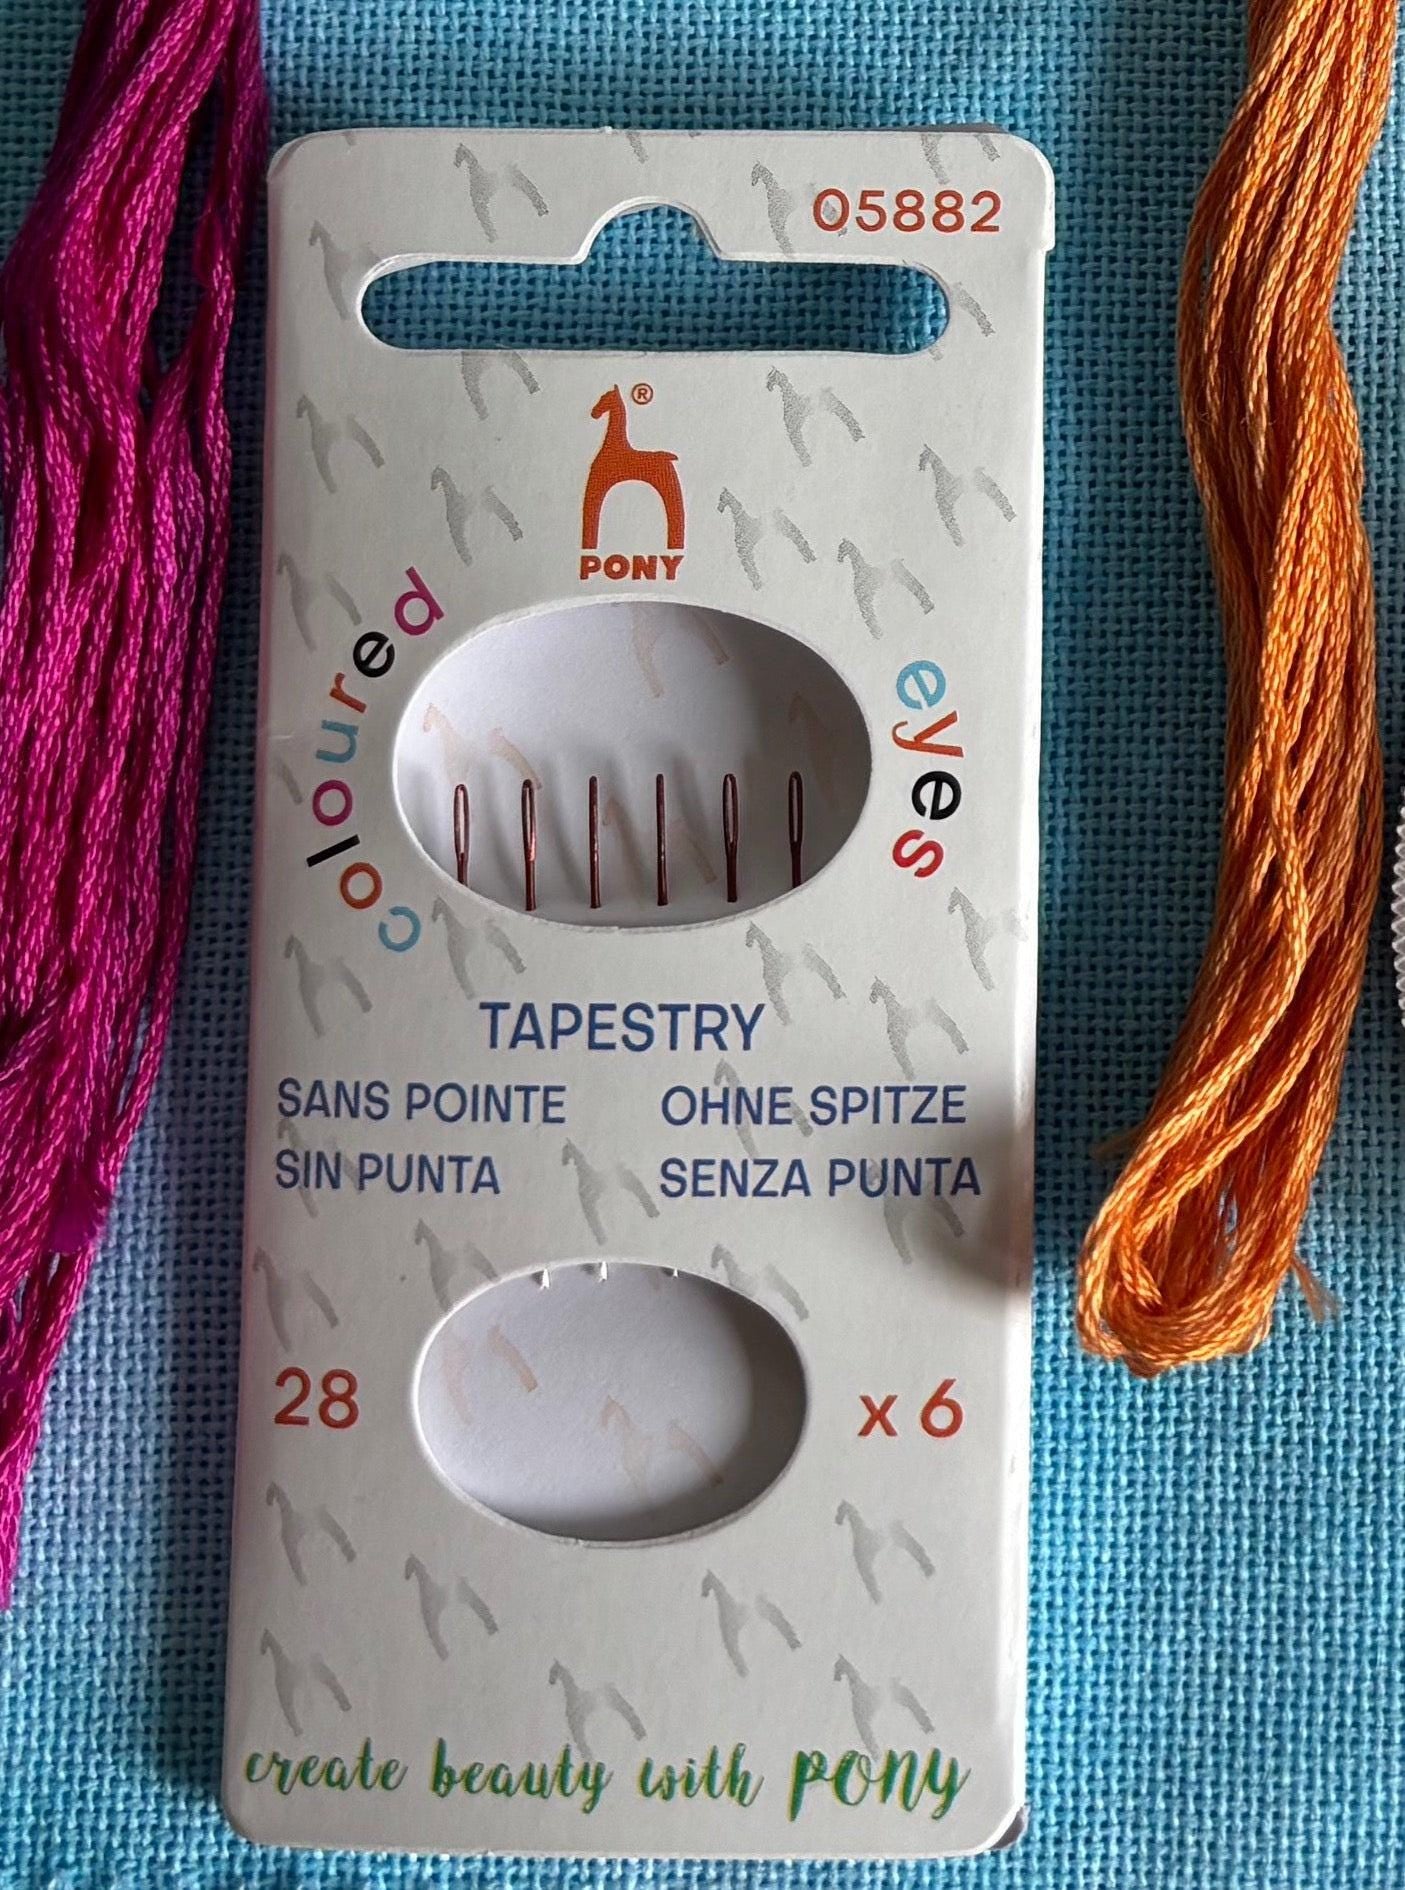 05882
®
PONY
coloured eyes
TAPESTRY
SANS POINTE OHNE SPITZE
SIN PUNTA SENZA PUNTA
28 x 6
create beauty with PONY